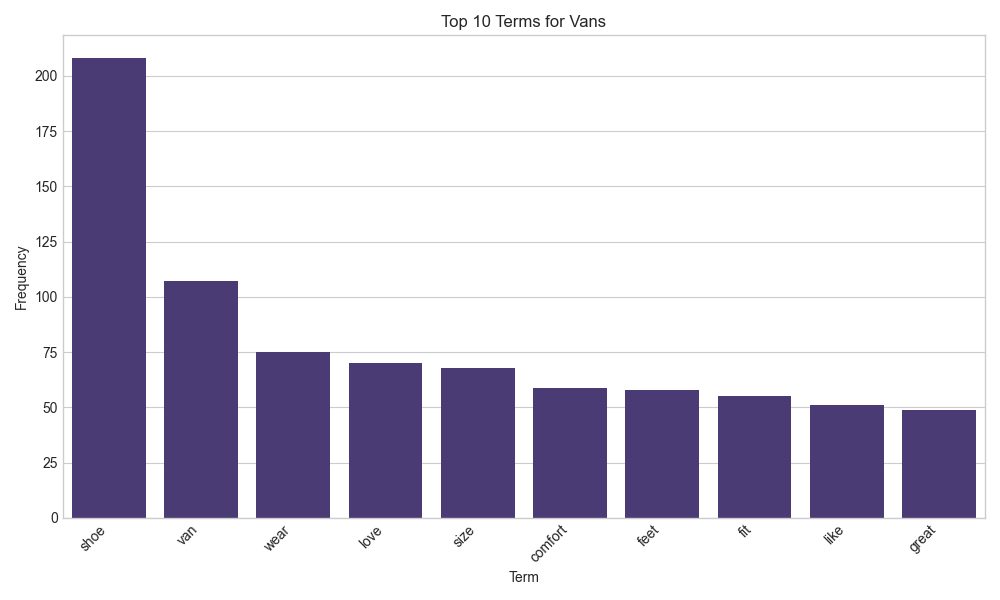 Top 10 Terms for Vans
Frequency
200
175
150
125
100
75
50
25
0
shoe
van
wear
love
size
comfort
feet
fit
like
great
Term